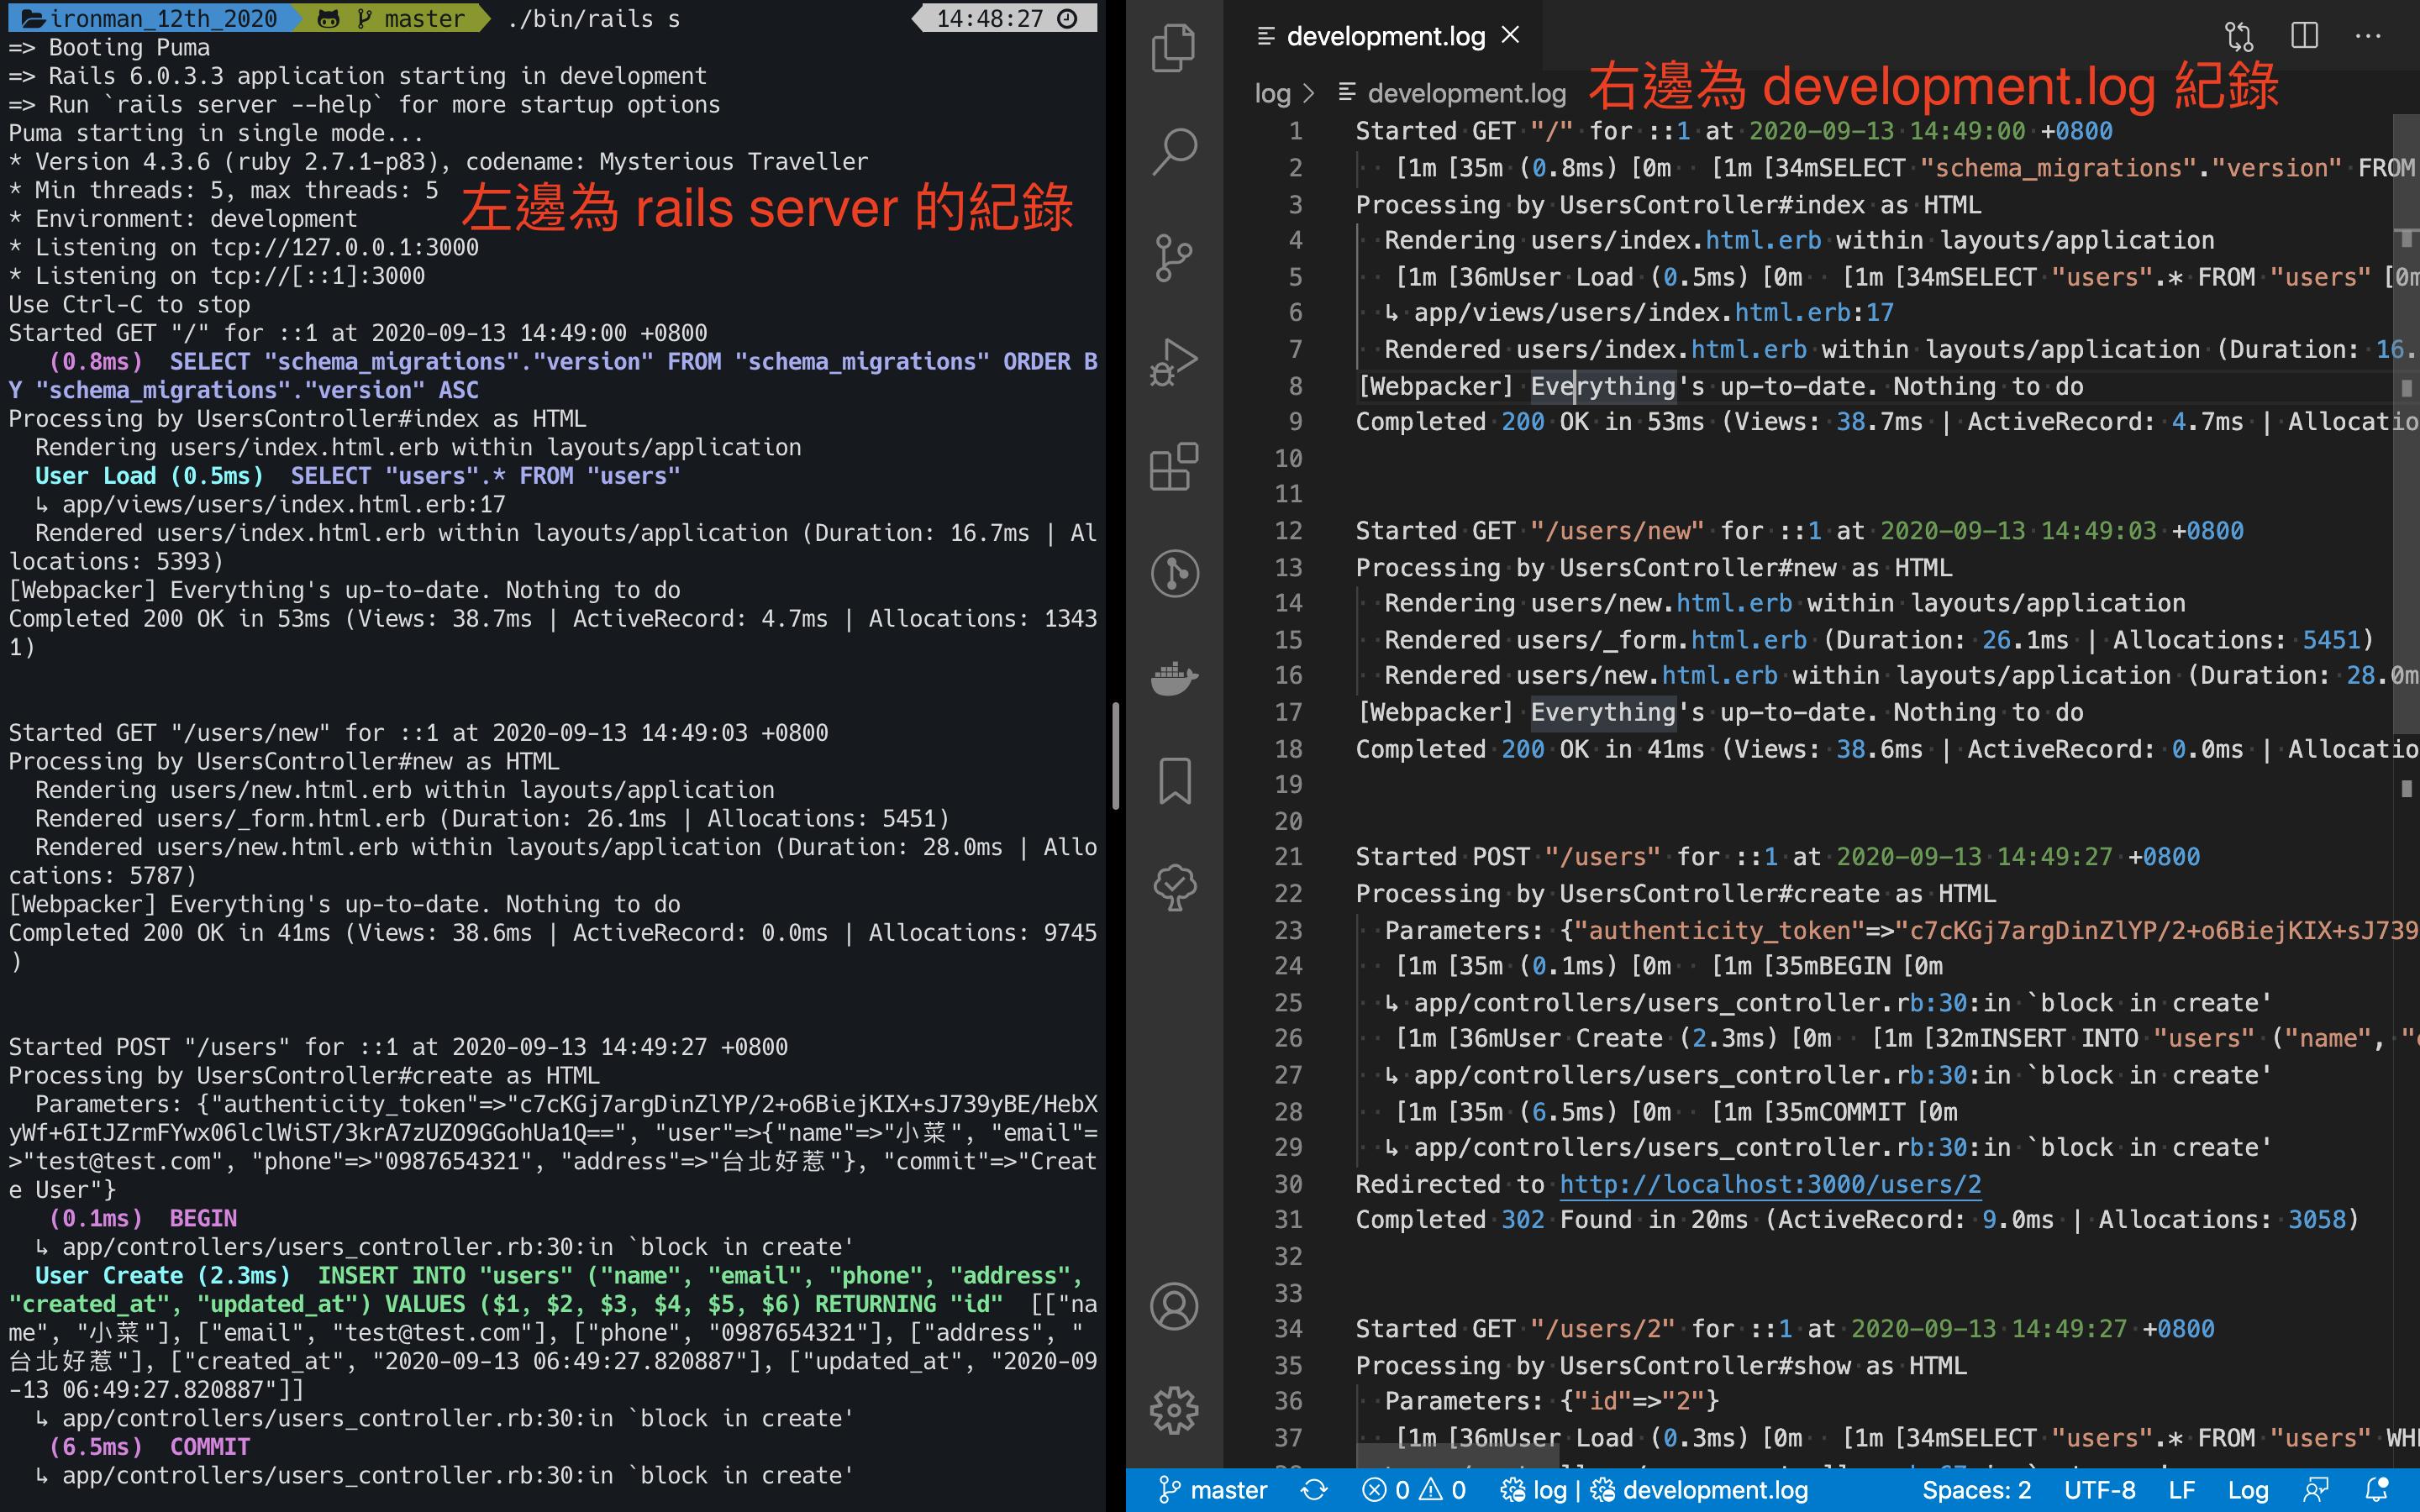 ironman_12th_2020 master ./bin/rails s 14:48:27
=> Booting Puma
=> Rails 6.0.3.3 application starting in development
=> Run `rails server --help` for more startup options
Puma starting in single mode...
* Version 4.3.6 (ruby 2.7.1-p83), codename: Mysterious Traveller
* Min threads: 5, max threads: 5
* Environment: development
左邊為 rails server 的紀錄
* Listening on tcp://127.0.0.1:3000
* Listening on tcp://[::1]:3000
Use Ctrl-C to stop
Started GET "/" for ::1 at 2020-09-13 14:49:00 +0800
(0.8ms) SELECT "schema_migrations"."version" FROM "schema_migrations" ORDER B
Y "schema_migrations"."version" ASC
Processing by UsersController#index as HTML
Rendering users/index.html.erb within layouts/application
User Load (0.5ms) SELECT "users".* FROM "users"
↳ app/views/users/index.html.erb:17
Rendered users/index.html.erb within layouts/application (Duration: 16.7ms | Al
locations: 5393)
[Webpacker] Everything's up-to-date. Nothing to do
Completed 200 OK in 53ms (Views: 38.7ms | ActiveRecord: 4.7ms | Allocations: 1343
1)
Started GET "/users/new" for ::1 at 2020-09-13 14:49:03 +0800
Processing by UsersController#new as HTML
Rendering users/new.html.erb within layouts/application
Rendered users/_form.html.erb (Duration: 26.1ms | Allocations: 5451)
Rendered users/new.html.erb within layouts/application (Duration: 28.0ms | Allo
cations: 5787)
[Webpacker] Everything's up-to-date. Nothing to do
Completed 200 OK in 41ms (Views: 38.6ms | ActiveRecord: 0.0ms | Allocations: 9745
)
Started POST "/users" for ::1 at 2020-09-13 14:49:27 +0800
Processing by UsersController#create as HTML
Parameters: {"authenticity_token"=>"c7cKGj7argDinZlYP/2+o6BiejKIX+sJ739yBE/HebX
yWf+6ItJZrmFYwx06lclWiST/3krA7zUZO9GGohUa1Q==", "user"=>{"name"=>"小菜", "email"=
>"test@test.com", "phone"=>"0987654321", "address"=>"台北好惹"}, "commit"=>"Creat
e User"}
(0.1ms) BEGIN
↳ app/controllers/users_controller.rb:30:in `block in create'
User Create (2.3ms) INSERT INTO "users" ("name", "email", "phone", "address",
"created_at", "updated_at") VALUES ($1, $2, $3, $4, $5, $6) RETURNING "id" [["na
me", "小菜"], ["email", "test@test.com"], ["phone", "0987654321"], ["address", "
台北好惹"], ["created_at", "2020-09-13 06:49:27.820887"], ["updated_at", "2020-09
-13 06:49:27.820887"]]
↳ app/controllers/users_controller.rb:30:in `block in create'
(6.5ms) COMMIT
↳ app/controllers/users_controller.rb:30:in `block in create'
development.log
log > development.log
右邊為 development.log 紀錄
1 Started GET "/" for ::1 at 2020-09-13 14:49:00 +0800
2 [1m [35m (0.8ms) [0m [1m [34mSELECT "schema_migrations"."version" FROM
3 Processing by UsersController#index as HTML
4 Rendering users/index.html.erb within layouts/application
5 [1m [36mUser Load (0.5ms) [0m [1m [34mSELECT "users".* FROM "users" [0m
6 ↳ app/views/users/index.html.erb:17
7 Rendered users/index.html.erb within layouts/application (Duration: 16.
8 [Webpacker] Everything's up-to-date. Nothing to do
9 Completed 200 OK in 53ms (Views: 38.7ms | ActiveRecord: 4.7ms | Allocatio
10
11
12 Started GET "/users/new" for ::1 at 2020-09-13 14:49:03 +0800
13 Processing by UsersController#new as HTML
14 Rendering users/new.html.erb within layouts/application
15 Rendered users/_form.html.erb (Duration: 26.1ms | Allocations: 5451)
16 Rendered users/new.html.erb within layouts/application (Duration: 28.0m
17 [Webpacker] Everything's up-to-date. Nothing to do
18 Completed 200 OK in 41ms (Views: 38.6ms | ActiveRecord: 0.0ms | Allocatio
19
20
21 Started POST "/users" for ::1 at 2020-09-13 14:49:27 +0800
22 Processing by UsersController#create as HTML
23 Parameters: {"authenticity_token"=>"c7cKGj7argDinZlYP/2+o6BiejKIX+sJ739
24 [1m [35m (0.1ms) [0m [1m [35mBEGIN [0m
25 ↳ app/controllers/users_controller.rb:30:in `block in create'
26 [1m [36mUser Create (2.3ms) [0m [1m [32mINSERT INTO "users" ("name", "
27 ↳ app/controllers/users_controller.rb:30:in `block in create'
28 [1m [35m (6.5ms) [0m [1m [35mCOMMIT [0m
29 ↳ app/controllers/users_controller.rb:30:in `block in create'
30 Redirected to http://localhost:3000/users/2
31 Completed 302 Found in 20ms (ActiveRecord: 9.0ms | Allocations: 3058)
32
33
34 Started GET "/users/2" for ::1 at 2020-09-13 14:49:27 +0800
35 Processing by UsersController#show as HTML
36 Parameters: {"id"=>"2"}
37 [1m [36mUser Load (0.3ms) [0m [1m [34mSELECT "users".* FROM "users" WH
master 0 0 log | development.log Spaces: 2 UTF-8 LF Log